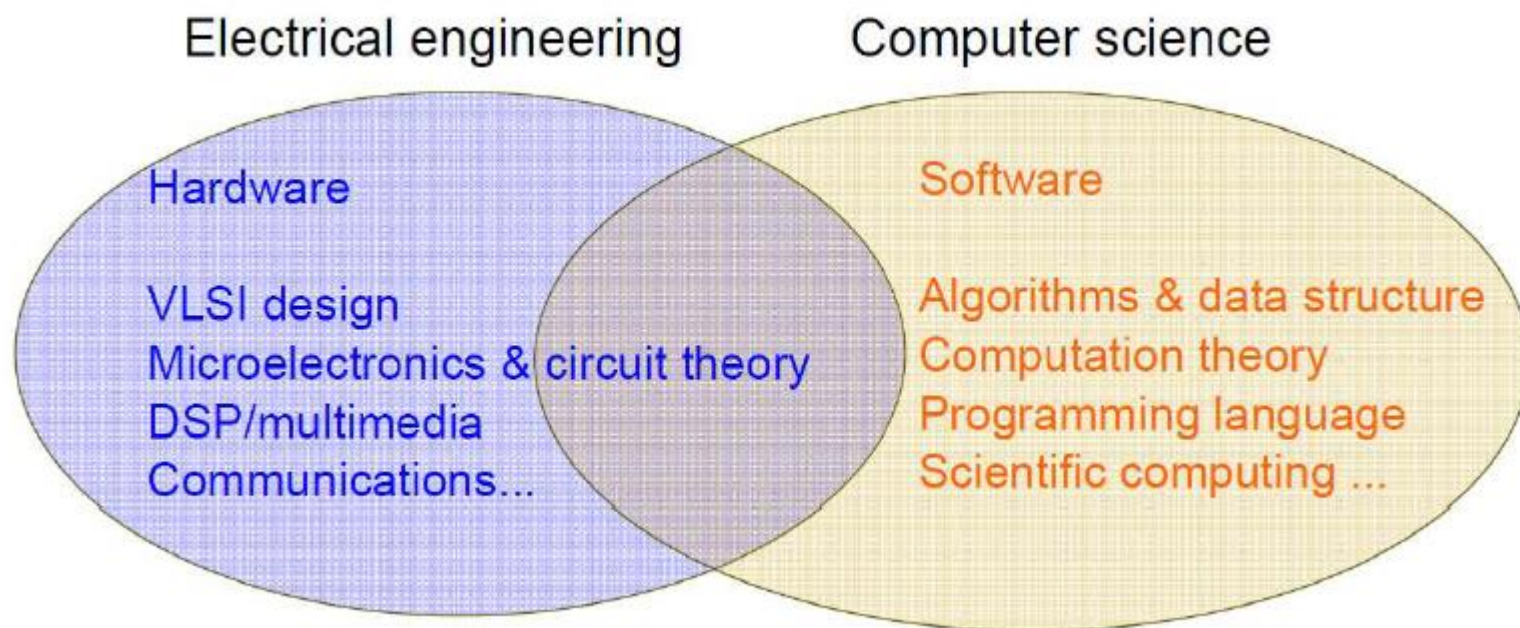 Electrical engineering
Computer science
Hardware
VLSI design
Microelectronics & circuit theory
DSP/multimedia
Communications...
Software
Algorithms & data structure
Computation theory
Programming language
Scientific computing ...